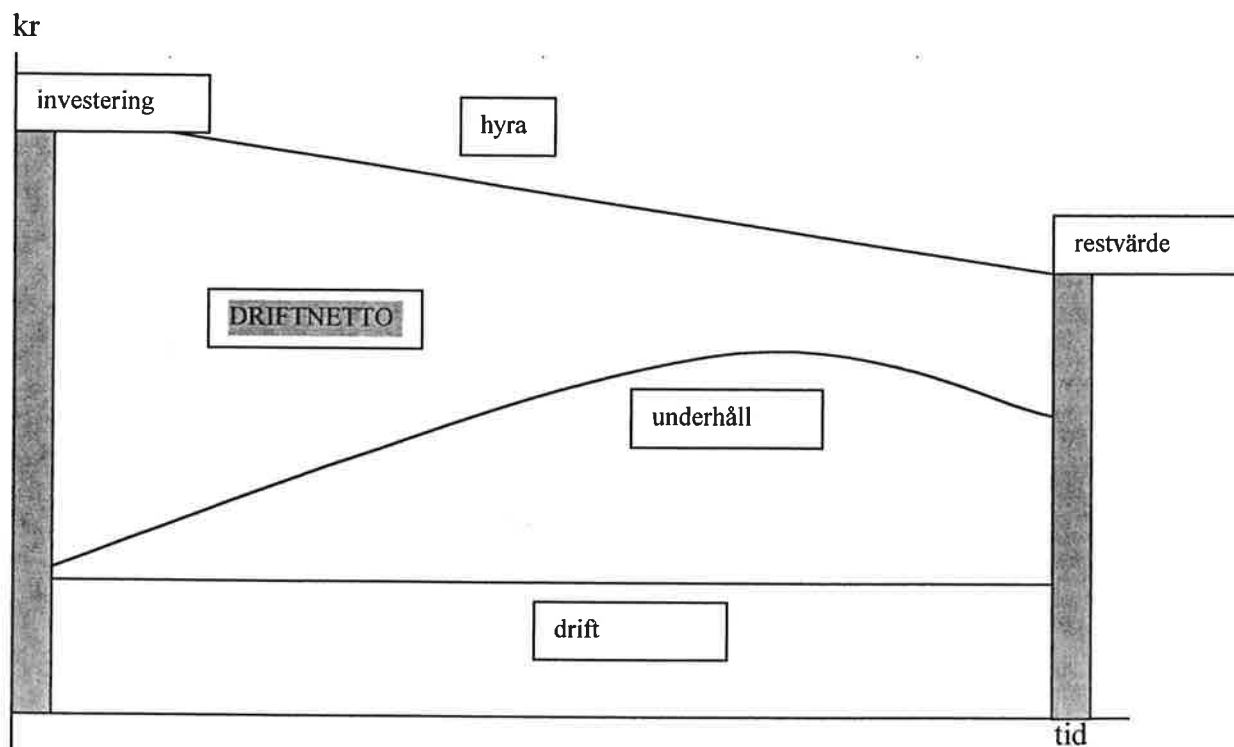 kr
investering
hyra
restvärde
DRIFTNETTO
underhåll
drift
tid